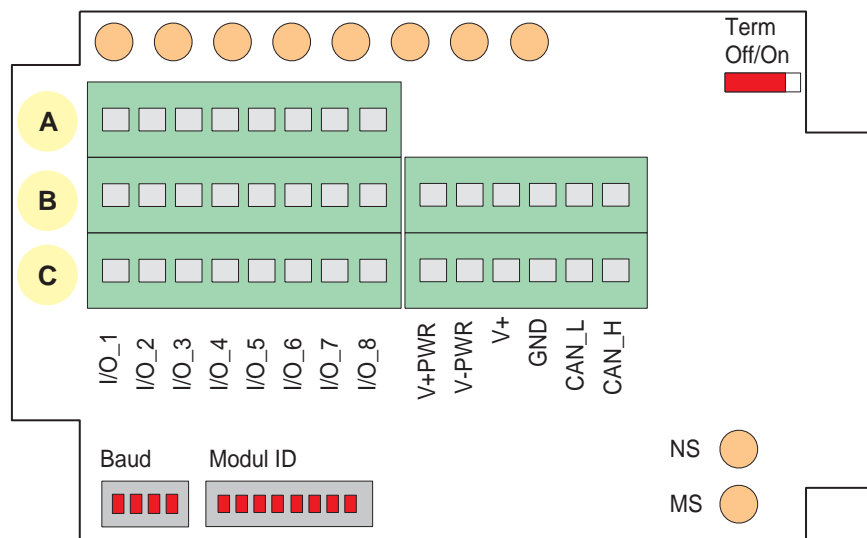 Term
Off/On
A
B
C
I/O_1
I/O_2
I/O_3
I/O_4
I/O_5
I/O_6
I/O_7
I/O_8
V+PWR
V-PWR
V+
GND
CAN_L
CAN_H
Baud
Modul ID
NS
MS